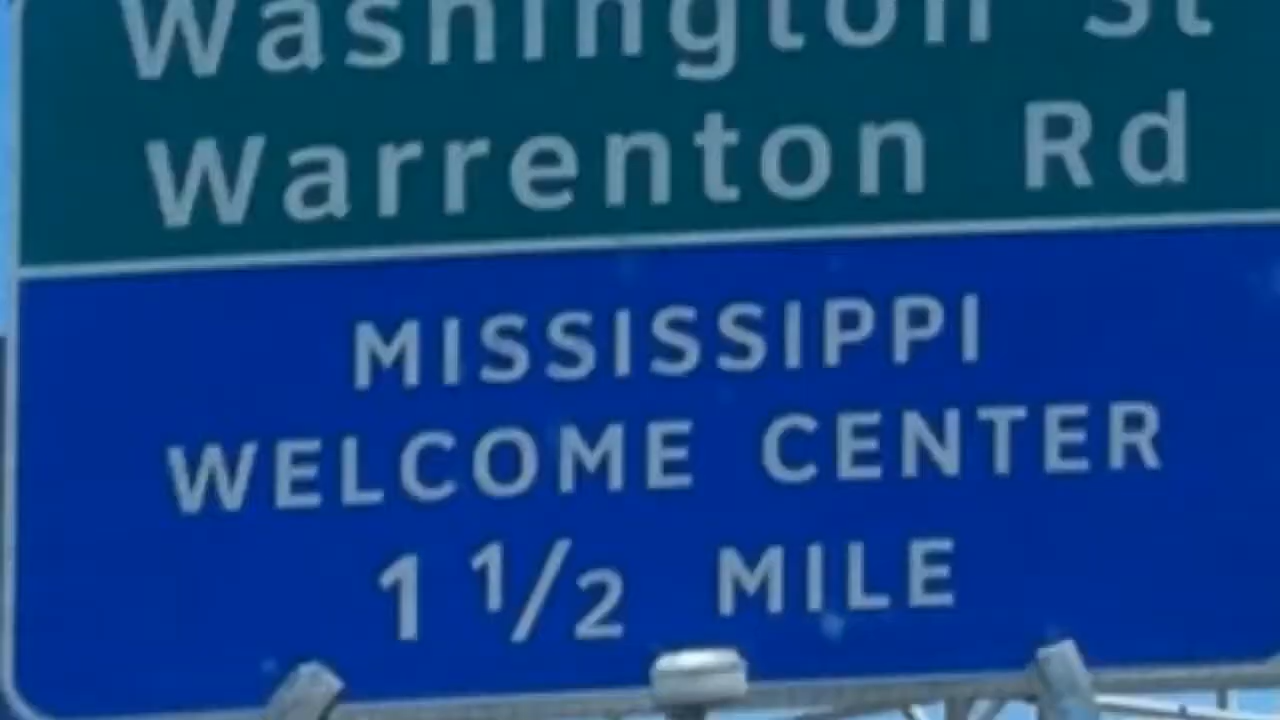 Washington St
Warrenton Rd
MISSISSIPPI
WELCOME CENTER
1 1/2 MILE